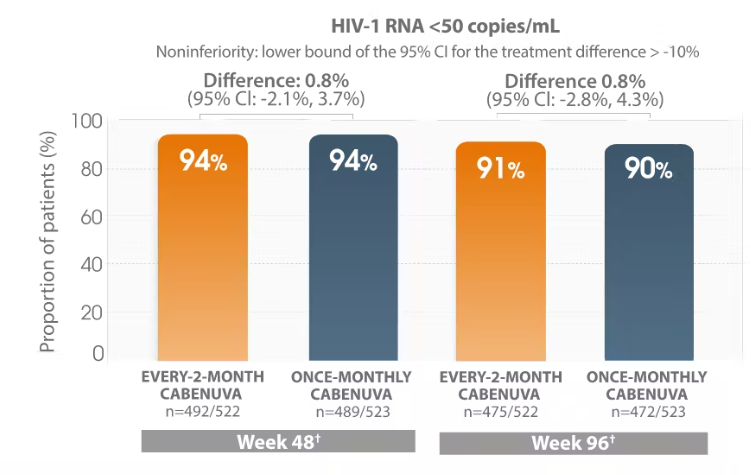 HIV-1 RNA <50 copies/mL
Noninferiority: lower bound of the 95% CI for the treatment difference > -10%
Difference: 0.8%
(95% CI: -2.1%, 3.7%)
Difference 0.8%
(95% CI: -2.8%, 4.3%)
Proportion of patients (%)
100
80
60
40
20
0
94%
94%
91%
90%
EVERY-2-MONTH
CABENUVA
n=492/522
ONCE-MONTHLY
CABENUVA
n=489/523
EVERY-2-MONTH
CABENUVA
n=475/522
ONCE-MONTHLY
CABENUVA
n=472/523
Week 48†
Week 96†